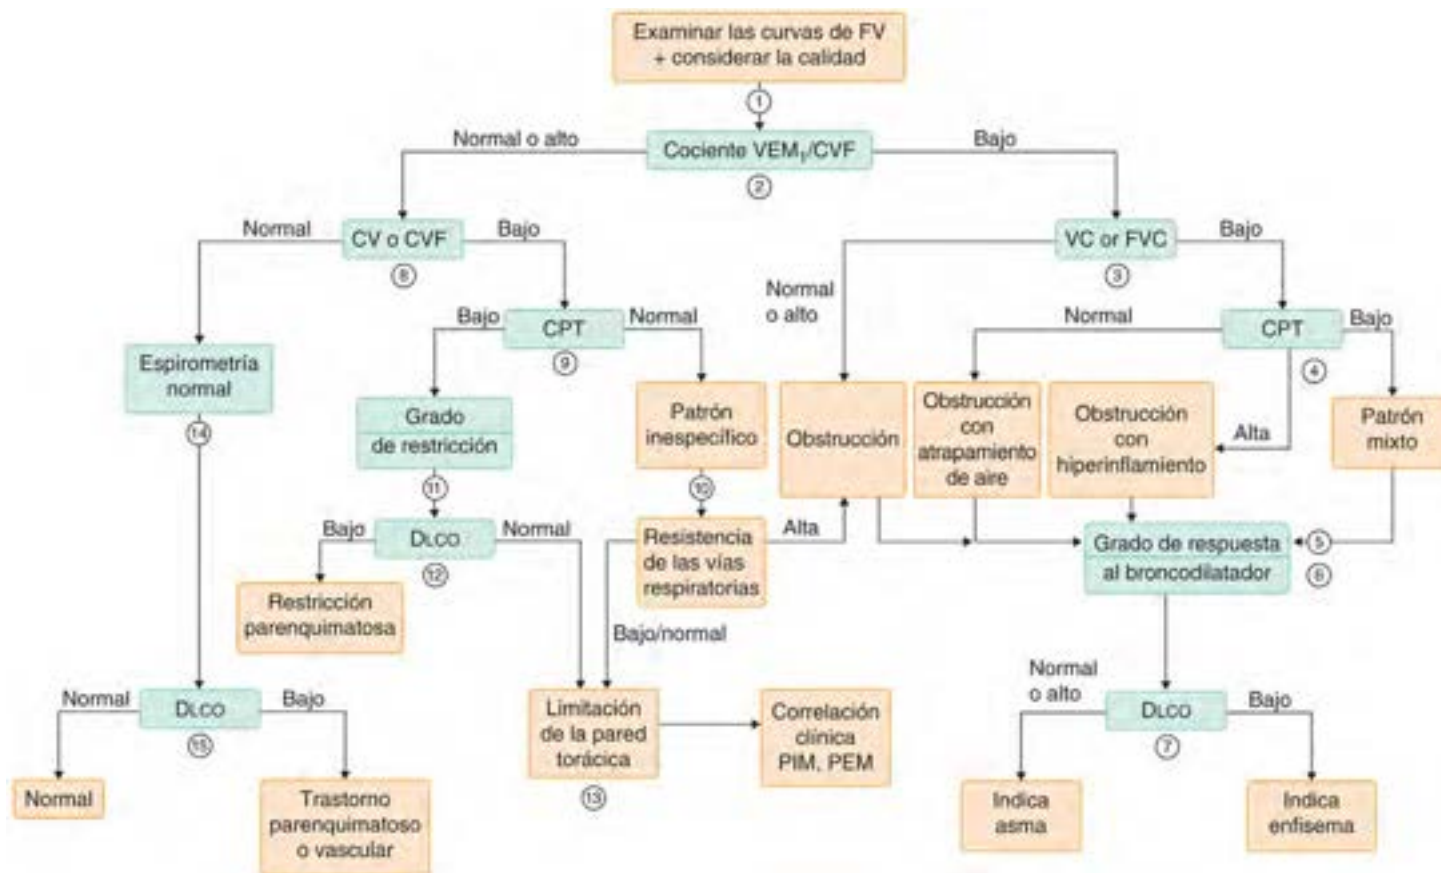 Examinar las curvas de FV
+ considerar la calidad
1
Normal o alto
Cociente VEM1/CVF
Bajo
2
Normal
CV o CVF
Bajo
8
VC or FVC
Bajo
3
Normal
o alto
Bajo
CPT
Normal
9
Normal
CPT
Bajo
4
Espirometría
normal
14
Grado
de restricción
11
Patrón
inespecífico
10
Obstrucción
Obstrucción
con
atrapamiento
de aire
Obstrucción
con
hiperinflamiento
Alta
Patrón
mixto
Bajo
DLCO
Normal
12
Resistencia
de las vías
respiratorias
Alta
Grado de respuesta
al broncodilatador
5
6
Restricción
parenquimatosa
Bajo/normal
Normal
DLCO
Bajo
15
Limitación
de la pared
torácica
13
Correlación
clínica
PIM, PEM
Normal
o alto
DLCO
Bajo
7
Normal
Trastorno
parenquimatoso
o vascular
Indica
asma
Indica
enfisema